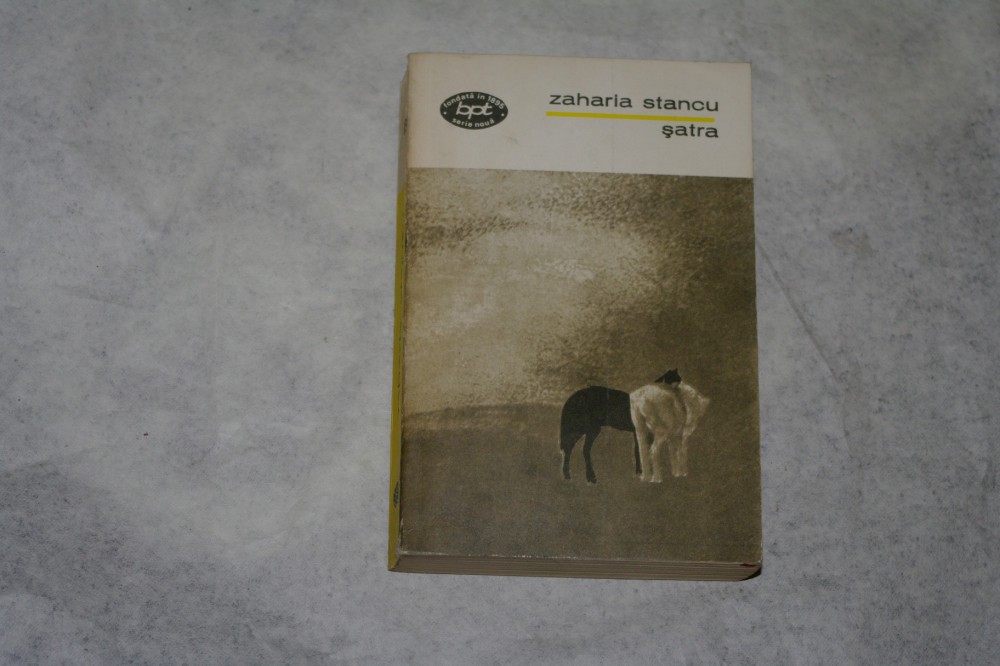 fondată în 1895
bpt
serie nouă
zaharia stancu
şatra